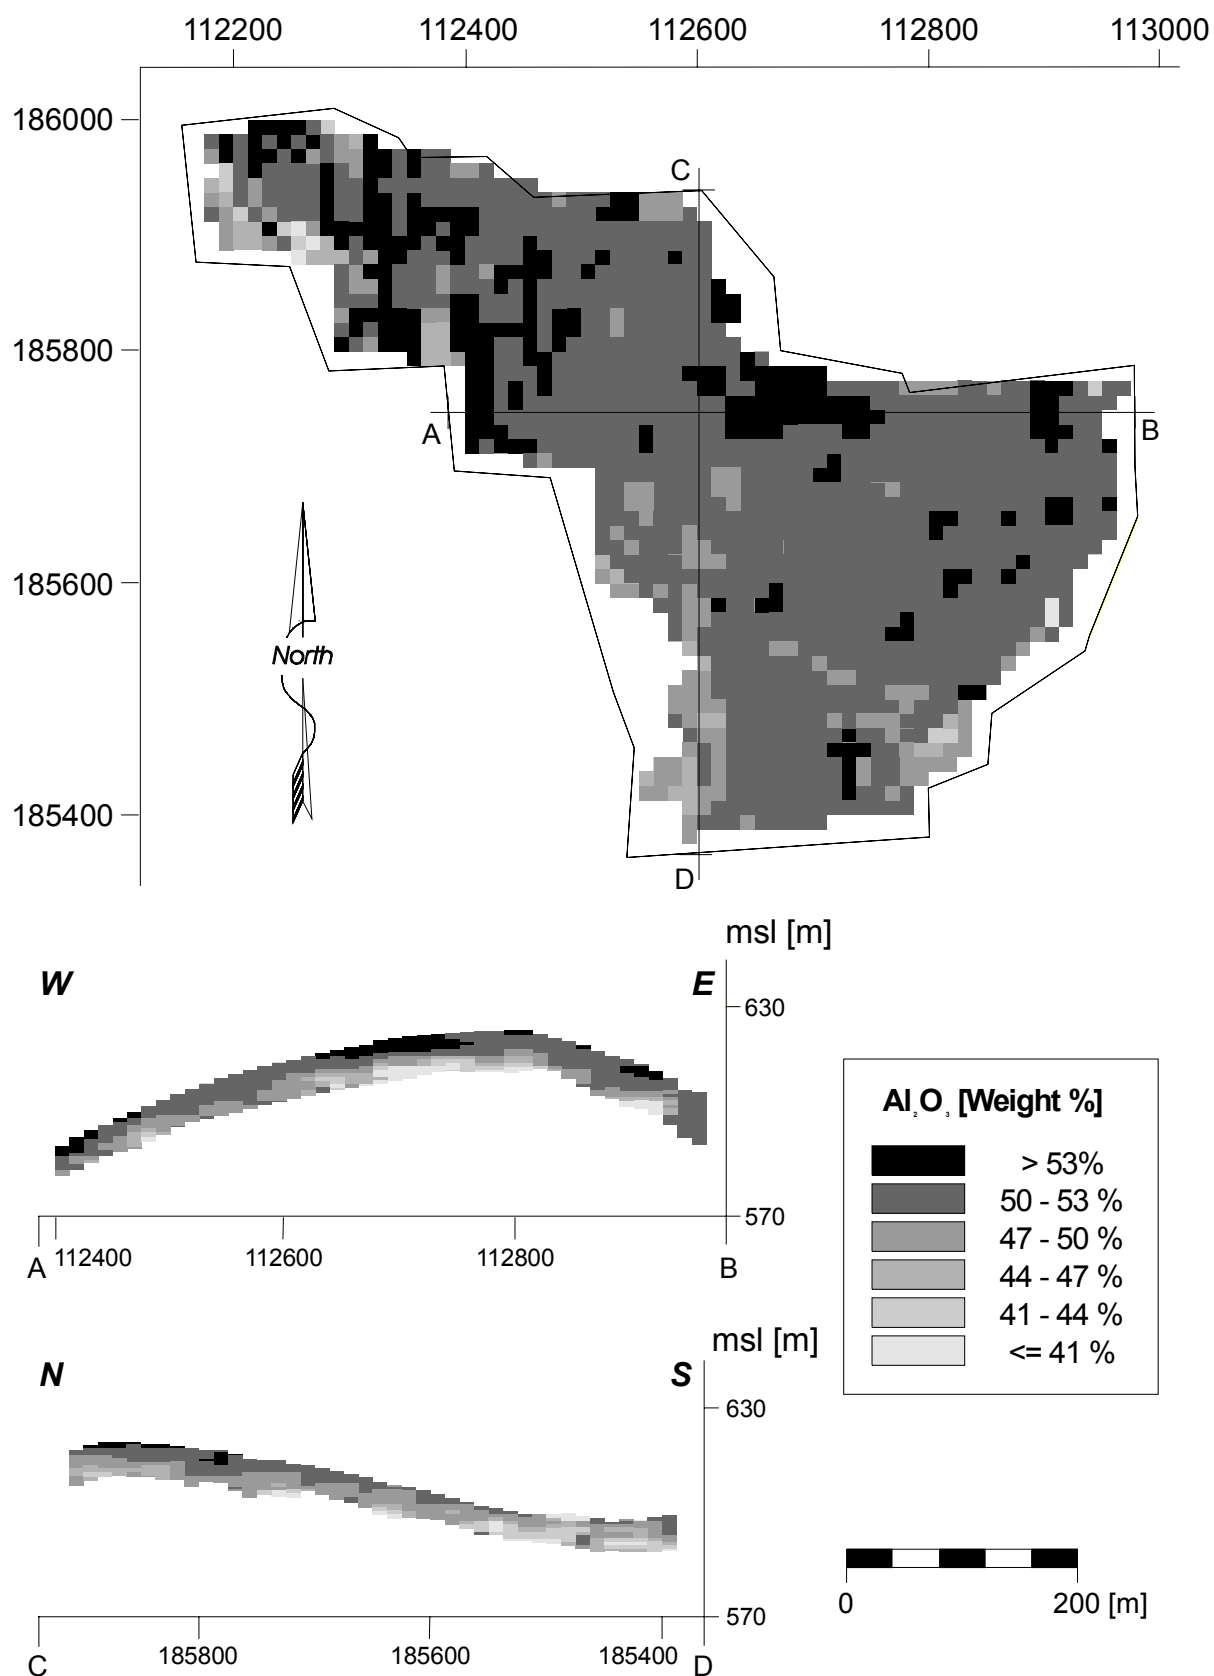 112200 112400 112600 112800 113000
186000
C
185800
A
B
185600
North
185400
D
msl [m]
W E
630
570
A 112400 112600 112800 B
Al₂O₃ [Weight %]
> 53%
50 - 53 %
47 - 50 %
44 - 47 %
41 - 44 %
<= 41 %
msl [m]
N S
630
570
C 185800 185600 185400 D
0 200 [m]